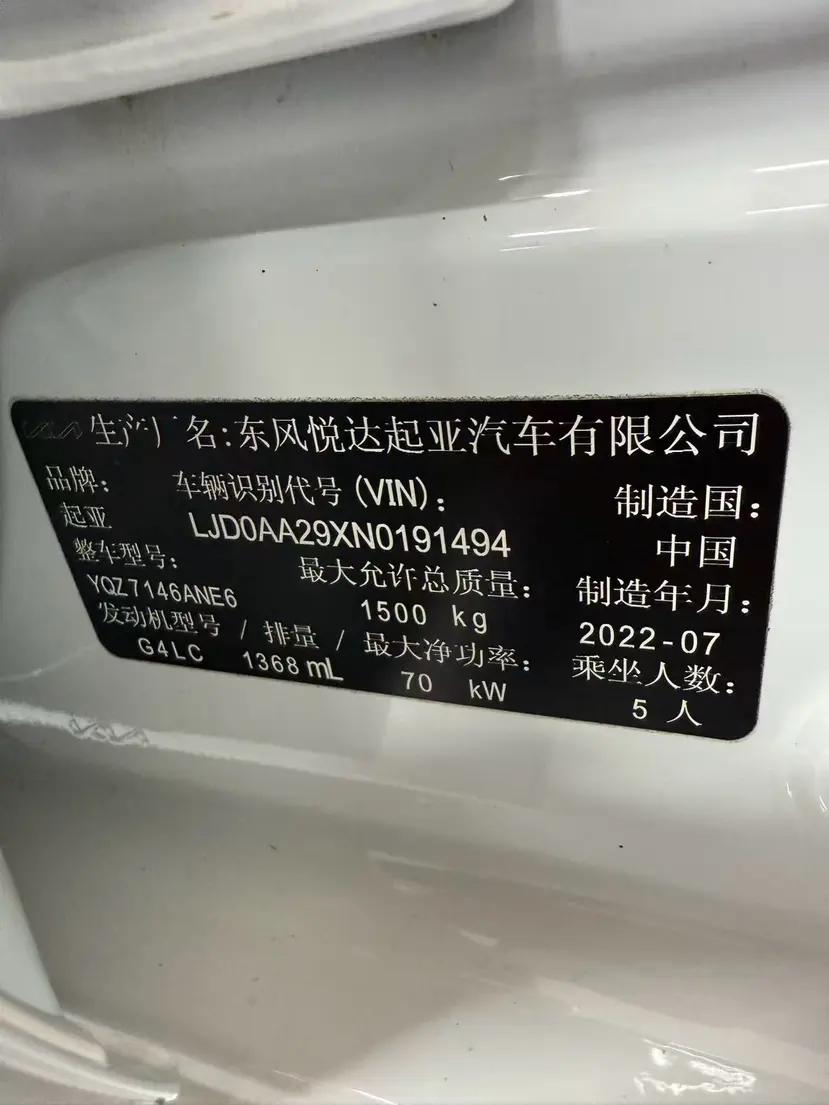 生产厂名:东风悦达起亚汽车有限公司
品牌: 车辆识别代号(VIN): 制造国:
起亚 LJD0AA29XN0191494 中国
整车型号: 最大允许总质量: 制造年月:
YQZ7146ANE6 1500 kg 2022-07
发动机型号 / 排量 / 最大净功率: 乘坐人数:
G4LC 1368 mL 70 kW 5 人